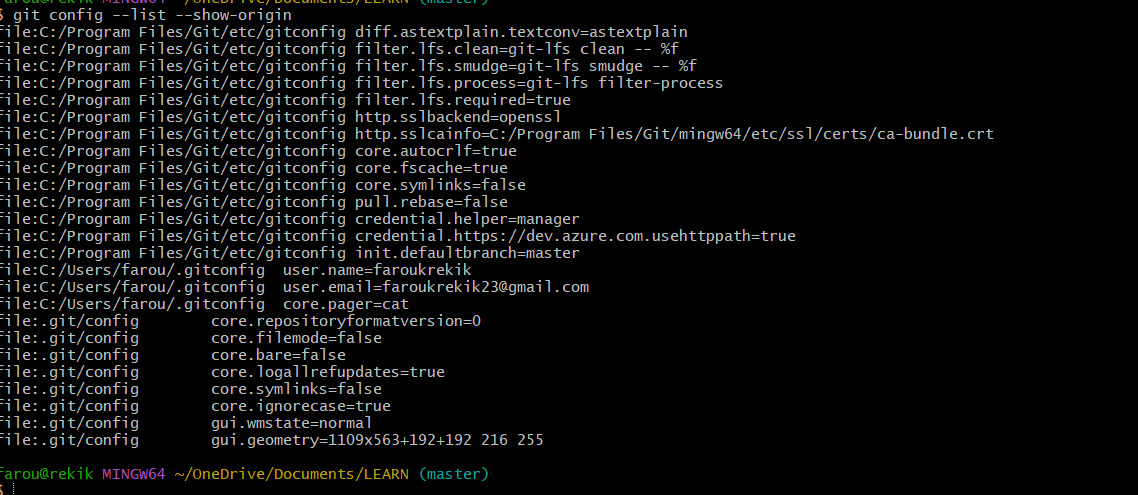 farou@rekik MINGW64 ~/OneDrive/Documents/LEARN (master)
$ git config --list --show-origin
file:C:/Program Files/Git/etc/gitconfig diff.astextplain.textconv=astextplain
file:C:/Program Files/Git/etc/gitconfig filter.lfs.clean=git-lfs clean -- %f
file:C:/Program Files/Git/etc/gitconfig filter.lfs.smudge=git-lfs smudge -- %f
file:C:/Program Files/Git/etc/gitconfig filter.lfs.process=git-lfs filter-process
file:C:/Program Files/Git/etc/gitconfig filter.lfs.required=true
file:C:/Program Files/Git/etc/gitconfig http.sslbackend=openssl
file:C:/Program Files/Git/etc/gitconfig http.sslcainfo=C:/Program Files/Git/mingw64/etc/ssl/certs/ca-bundle.crt
file:C:/Program Files/Git/etc/gitconfig core.autocrlf=true
file:C:/Program Files/Git/etc/gitconfig core.fscache=true
file:C:/Program Files/Git/etc/gitconfig core.symlinks=false
file:C:/Program Files/Git/etc/gitconfig pull.rebase=false
file:C:/Program Files/Git/etc/gitconfig credential.helper=manager
file:C:/Program Files/Git/etc/gitconfig credential.https://dev.azure.com.usehttppath=true
file:C:/Program Files/Git/etc/gitconfig init.defaultbranch=master
file:C:/Users/farou/.gitconfig  user.name=faroukrekik
file:C:/Users/farou/.gitconfig  user.email=faroukrekik23@gmail.com
file:C:/Users/farou/.gitconfig  core.pager=cat
file:.git/config        core.repositoryformatversion=0
file:.git/config        core.filemode=false
file:.git/config        core.bare=false
file:.git/config        core.logallrefupdates=true
file:.git/config        core.symlinks=false
file:.git/config        core.ignorecase=true
file:.git/config        gui.wmstate=normal
file:.git/config        gui.geometry=1109x563+192+192 216 255
farou@rekik MINGW64 ~/OneDrive/Documents/LEARN (master)
$